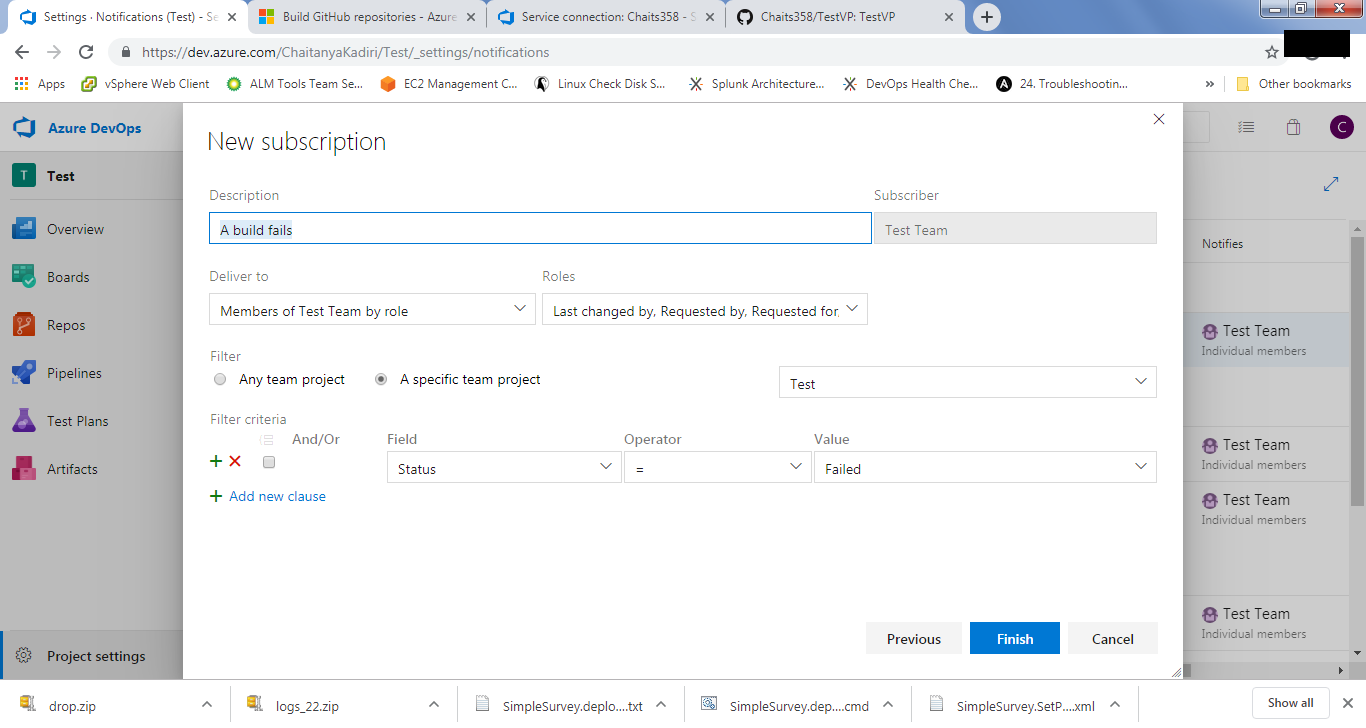 Settings · Notifications (Test) - Se
Build GitHub repositories - Azure
Service connection: Chaits358 - S
Chaits358/TestVP: TestVP
https://dev.azure.com/ChaitanyaKadiri/Test/_settings/notifications
Apps
vSphere Web Client
ALM Tools Team Se...
EC2 Management C...
Linux Check Disk S...
Splunk Architecture...
DevOps Health Che...
24. Troubleshootin...
»
Other bookmarks
Azure DevOps
C
T Test
Overview
Boards
Repos
Pipelines
Test Plans
Artifacts
Project settings
New subscription
Description
Subscriber
A build fails
Test Team
Deliver to
Roles
Members of Test Team by role
Last changed by, Requested by, Requested for,
Filter
Any team project
A specific team project
Test
Filter criteria
And/Or
Field
Operator
Value
Status
=
Failed
Add new clause
Previous
Finish
Cancel
Notifies
Test Team
Individual members
Test Team
Individual members
Test Team
Individual members
Test Team
Individual members
drop.zip
logs_22.zip
SimpleSurvey.deplo....txt
SimpleSurvey.dep....cmd
SimpleSurvey.SetP....xml
Show all